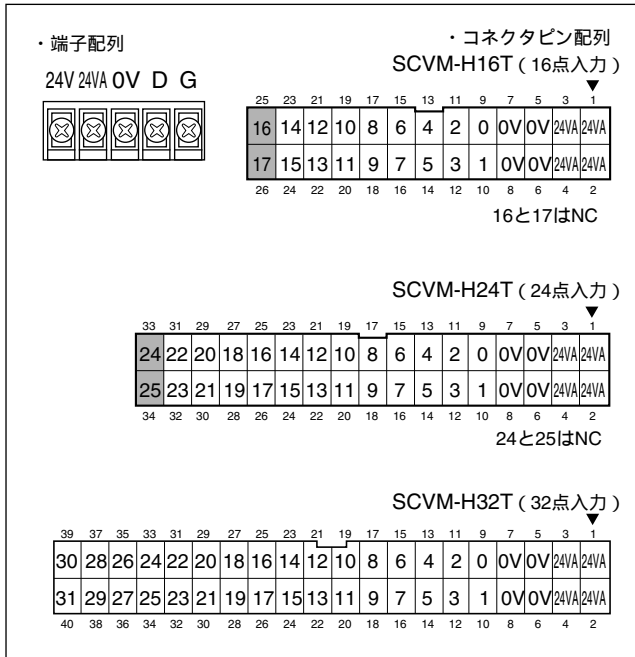 ・端子配列
24V 24VA 0V D G
・コネクタピン配列
SCVM-H16T(16点入力)
25 23 21 19 17 15 13 11 9 7 5 3 1
16 14 12 10 8 6 4 2 0 0V 0V 24VA 24VA
17 15 13 11 9 7 5 3 1 0V 0V 24VA 24VA
26 24 22 20 18 16 14 12 10 8 6 4 2
16と17はNC
SCVM-H24T(24点入力)
33 31 29 27 25 23 21 19 17 15 13 11 9 7 5 3 1
24 22 20 18 16 14 12 10 8 6 4 2 0 0V 0V 24VA 24VA
25 23 21 19 17 15 13 11 9 7 5 3 1 0V 0V 24VA 24VA
34 32 30 28 26 24 22 20 18 16 14 12 10 8 6 4 2
24と25はNC
SCVM-H32T(32点入力)
39 37 35 33 31 29 27 25 23 21 19 17 15 13 11 9 7 5 3 1
30 28 26 24 22 20 18 16 14 12 10 8 6 4 2 0 0V 0V 24VA 24VA
31 29 27 25 23 21 19 17 15 13 11 9 7 5 3 1 0V 0V 24VA 24VA
40 38 36 34 32 30 28 26 24 22 20 18 16 14 12 10 8 6 4 2